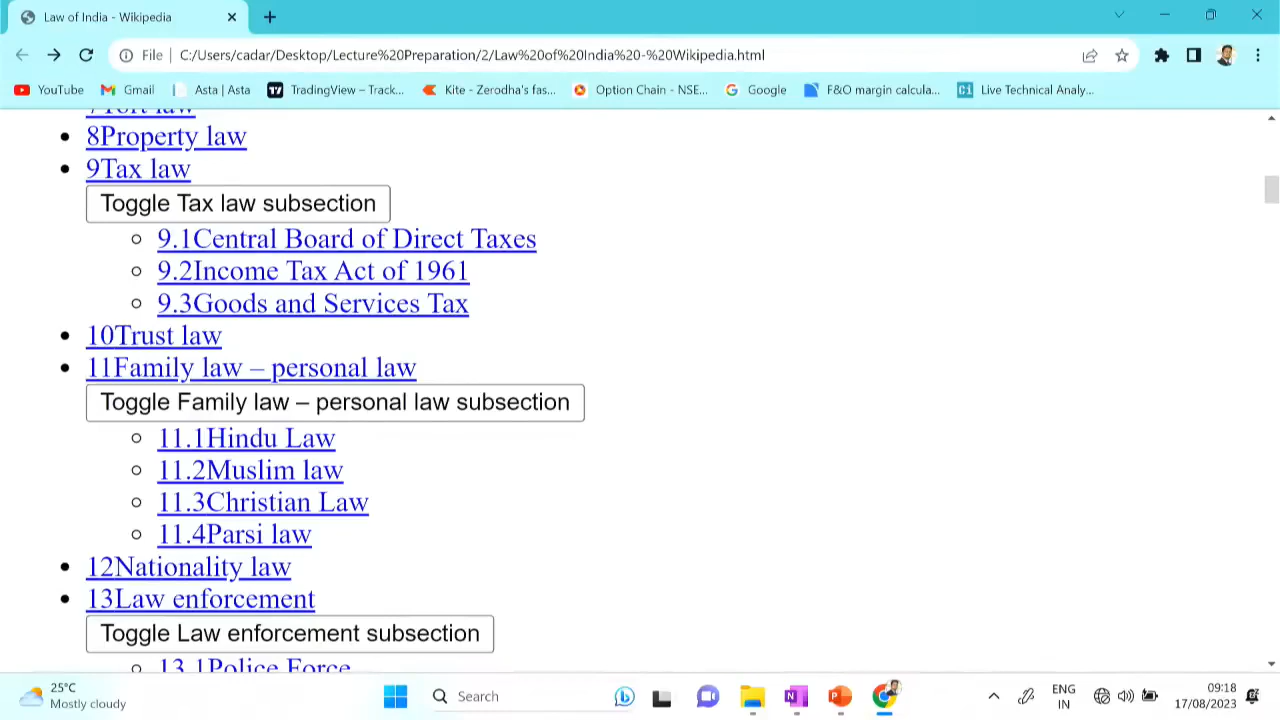 Law of India - Wikipedia
File
C:/Users/cadar/Desktop/Lecture%20Preparation/2/Law%20of%20India%20-%20Wikipedia.html
YouTube
Gmail
Asta | Asta
TradingView – Track...
Kite - Zerodha's fas...
Option Chain - NSE...
Google
F&O margin calcula...
Live Technical Analy...
7Tort law
8Property law
9Tax law
Toggle Tax law subsection
9.1Central Board of Direct Taxes
9.2Income Tax Act of 1961
9.3Goods and Services Tax
10Trust law
11Family law – personal law
Toggle Family law – personal law subsection
11.1Hindu Law
11.2Muslim law
11.3Christian Law
11.4Parsi law
12Nationality law
13Law enforcement
Toggle Law enforcement subsection
13.1Police Force
25°C
Mostly cloudy
Search
ENG
IN
09:18
17/08/2023